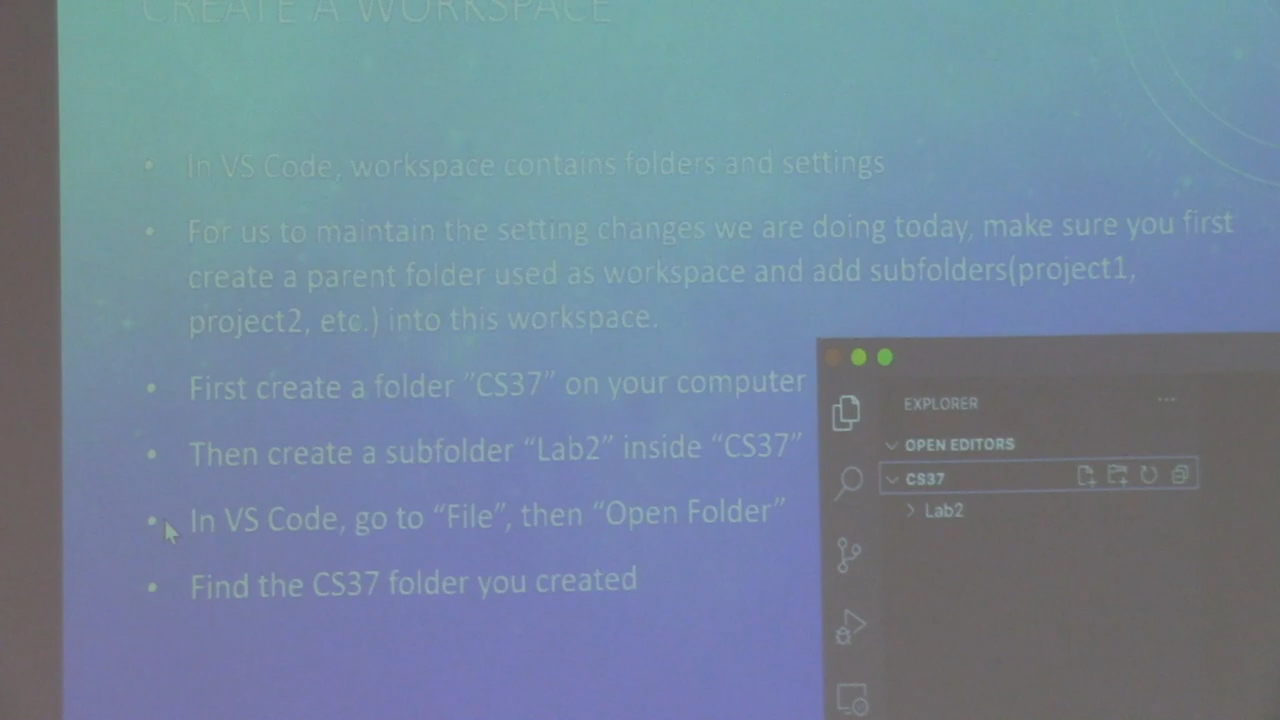 CREATE A WORKSPACE
• In VS Code, workspace contains folders and settings
• For us to maintain the setting changes we are doing today, make sure you first
create a parent folder used as workspace and add subfolders(project1,
project2, etc.) into this workspace.
• First create a folder ”CS37” on your computer
• Then create a subfolder “Lab2” inside “CS37”
• In VS Code, go to “File”, then “Open Folder”
• Find the CS37 folder you created
EXPLORER ...
OPEN EDITORS
CS37
Lab2